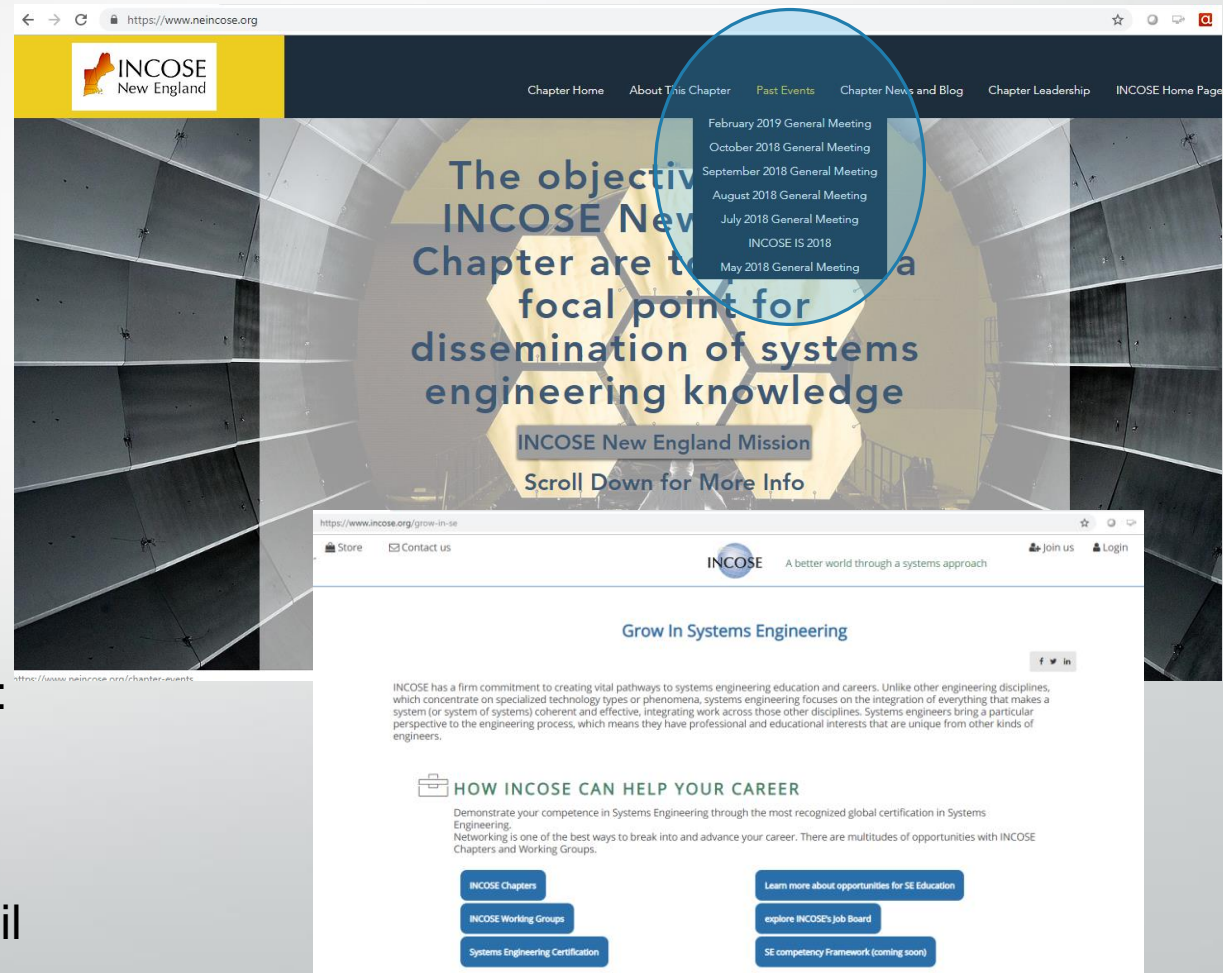 https://www.neincose.org
INCOSE
New England
Chapter Home About This Chapter Past Events Chapter News and Blog Chapter Leadership INCOSE Home Page
February 2019 General Meeting
October 2018 General Meeting
September 2018 General Meeting
August 2018 General Meeting
July 2018 General Meeting
INCOSE IS 2018
May 2018 General Meeting
The
INCOSE
Chapter are a
focal point for
dissemination of systems
engineering knowledge
INCOSE New England Mission
Scroll Down for More Info
https://www.neincose.org/chapter-events
https://www.incose.org/grow-in-se
Store Contact us
INCOSE A better world through a systems approach
Join us Login
Grow In Systems Engineering
f in
INCOSE has a firm commitment to creating vital pathways to systems engineering education and careers. Unlike other engineering disciplines,
which concentrate on specialized technology types or phenomena, systems engineering focuses on the integration of everything that makes a
system (or system of systems) coherent and effective, integrating work across those other disciplines. Systems engineers bring a particular
perspective to the engineering process, which means they have professional and educational interests that are unique from other kinds of
engineers.
HOW INCOSE CAN HELP YOUR CAREER
Demonstrate your competence in Systems Engineering through the most recognized global certification in Systems
Engineering.
Networking is one of the best ways to break into and advance your career. There are multitudes of opportunities with INCOSE
Chapters and Working Groups.
INCOSE Chapters Learn more about opportunities for SE Education
INCOSE Working Groups explore INCOSE's Job Board
Systems Engineering Certification SE competency Framework (coming soon)
:
il